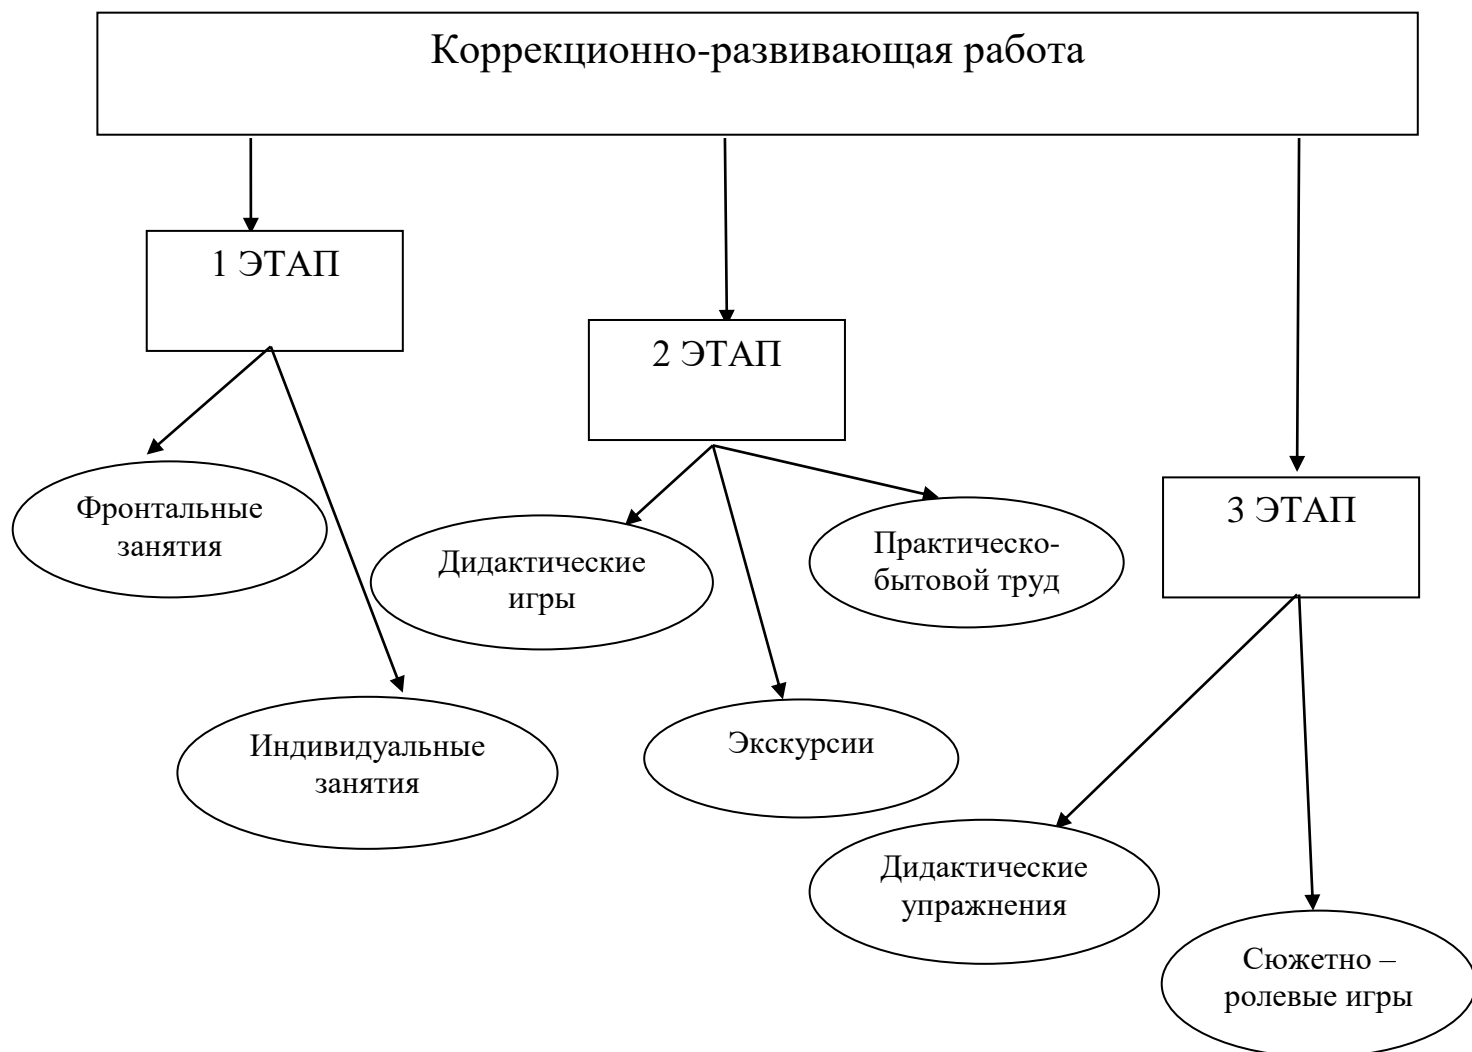 Коррекционно-развивающая работа
1 ЭТАП
2 ЭТАП
3 ЭТАП
Фронтальные
занятия
Дидактические
игры
Практическо-
бытовой труд
Индивидуальные
занятия
Экскурсии
Дидактические
упражнения
Сюжетно –
ролевые игры